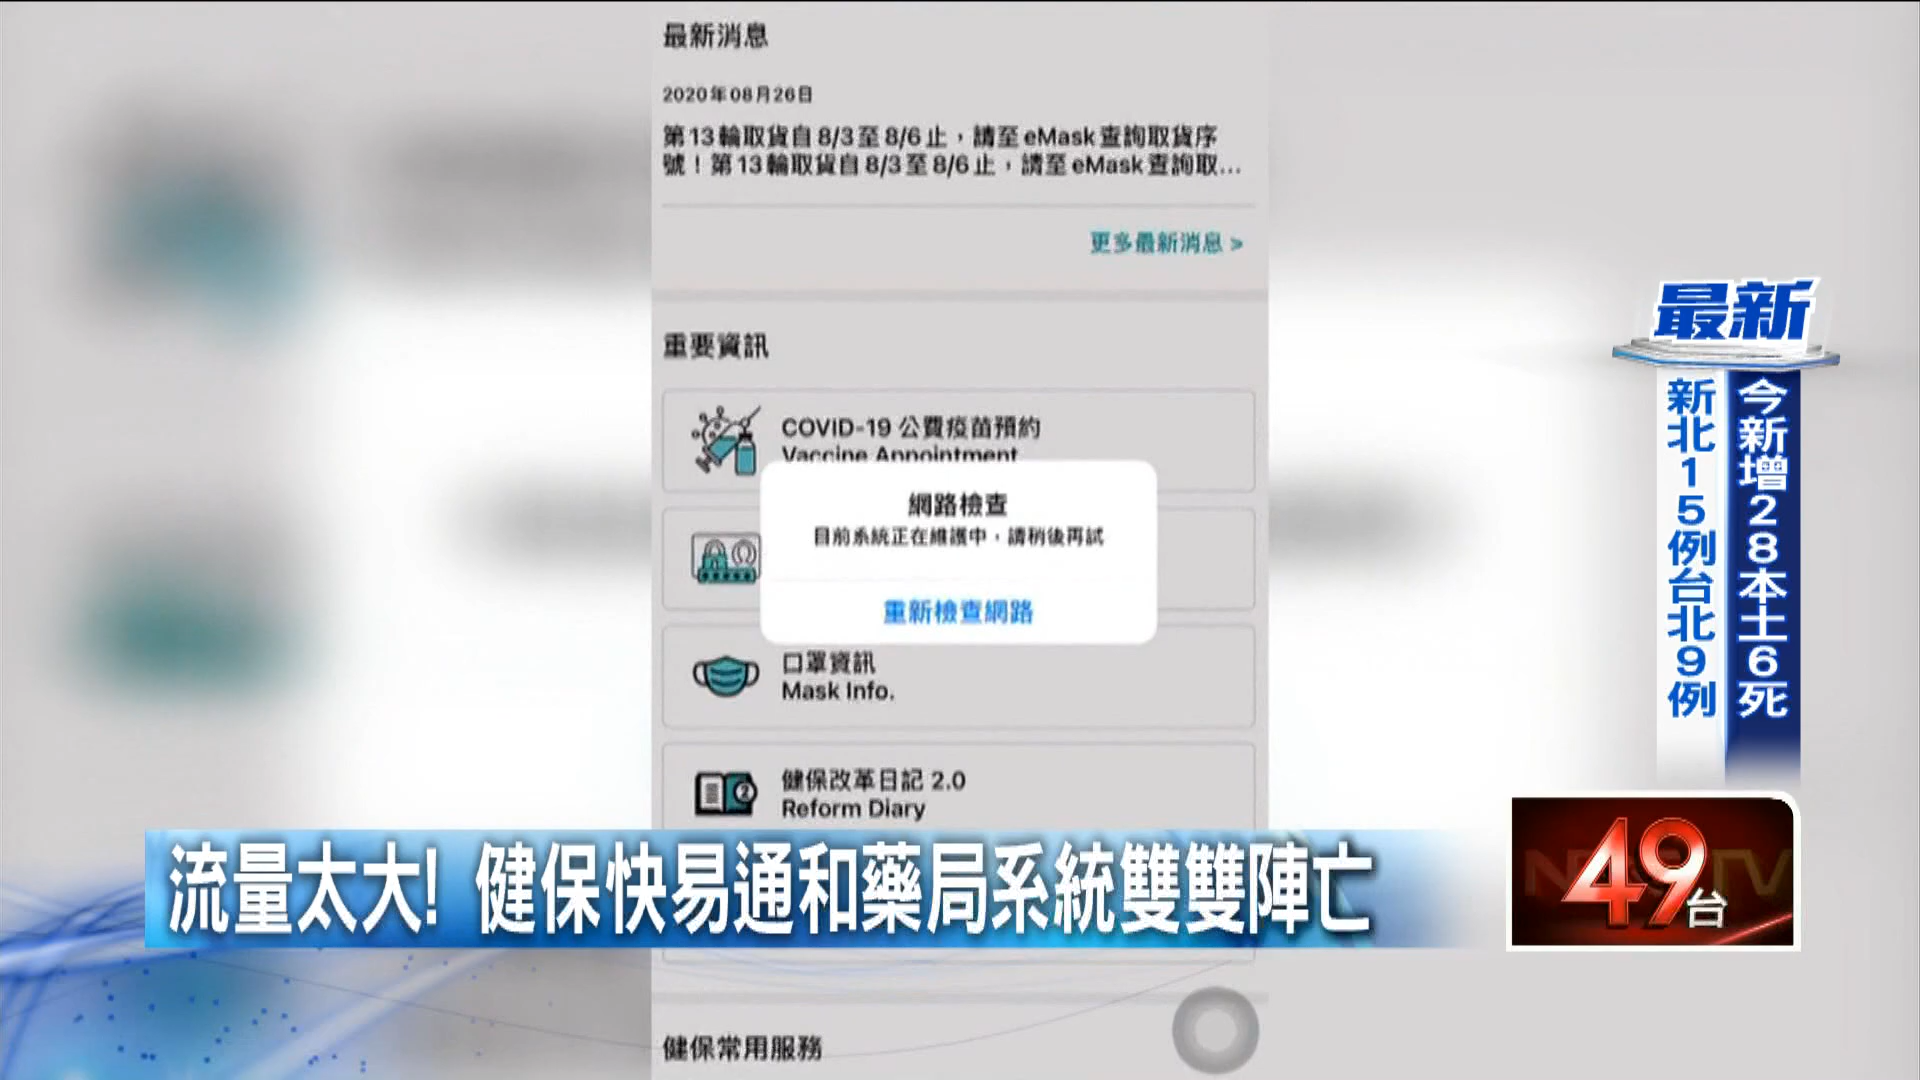 最新消息
2020年08月26日
第13輪取貨自8/3至8/6止，請至eMask查詢取貨序
號！第13輪取貨自8/3至8/6止，請至eMask查詢取...
更多最新消息 >
重要資訊
COVID-19 公費疫苗預約
Vaccine Appointment
網路檢查
目前系統正在維護中，請稍後再試
重新檢查網路
口罩資訊
Mask Info.
健保改革日記 2.0
Reform Diary
流量太大! 健保快易通和藥局系統雙雙陣亡
健保常用服務
最新
今新增28本土6死
新北15例台北9例
49台